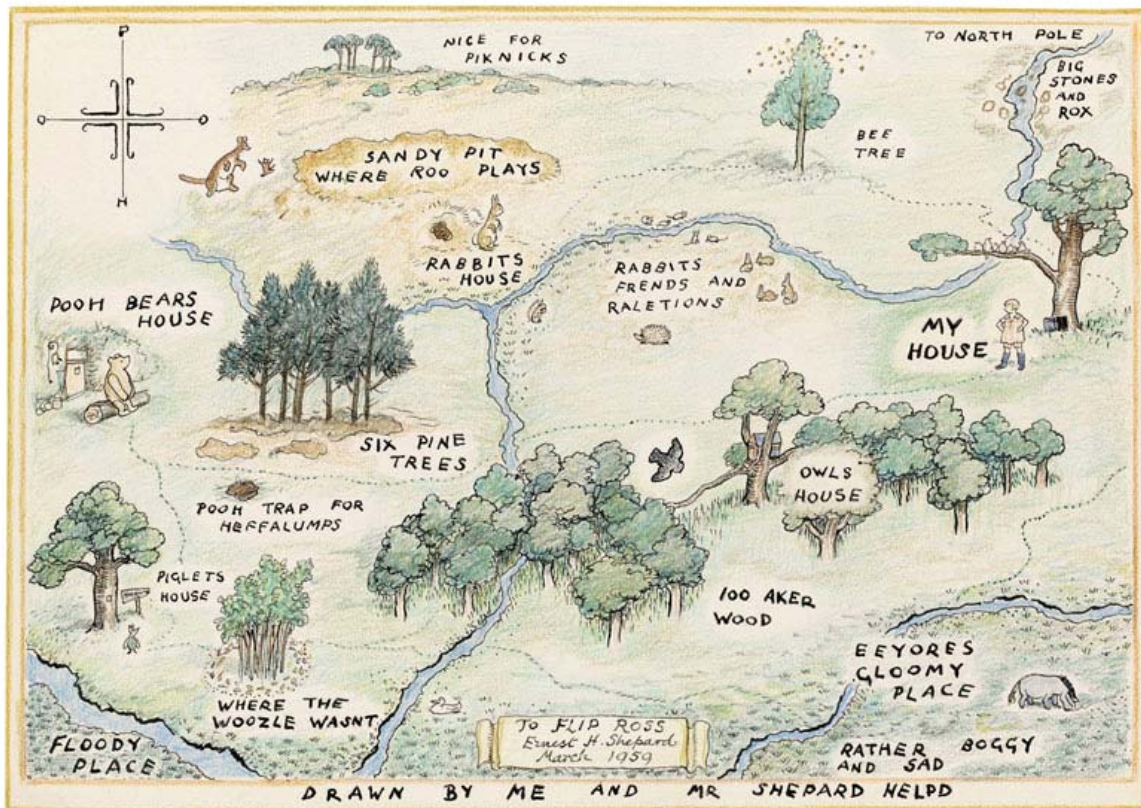 P
O
O
H
NICE FOR
PIKNICKS
TO NORTH POLE
BIG
STONES
AND
ROX
BEE
TREE
SANDY PIT
WHERE ROO PLAYS
RABBITS
HOUSE
RABBITS
FRENDS AND
RALETIONS
POOH BEARS
HOUSE
MY
HOUSE
SIX PINE
TREES
OWLS
HOUSE
POOH TRAP FOR
HEFFALUMPS
PIGLETS
HOUSE
100 AKER
WOOD
EEYORES
GLOOMY
PLACE
WHERE THE
WOOZLE WASNT
FLOODY
PLACE
TO FLIP ROSS
Ernest H. Shepard
March 1959
RATHER BOGGY
AND SAD
DRAWN BY ME AND MR SHEPARD HELPD